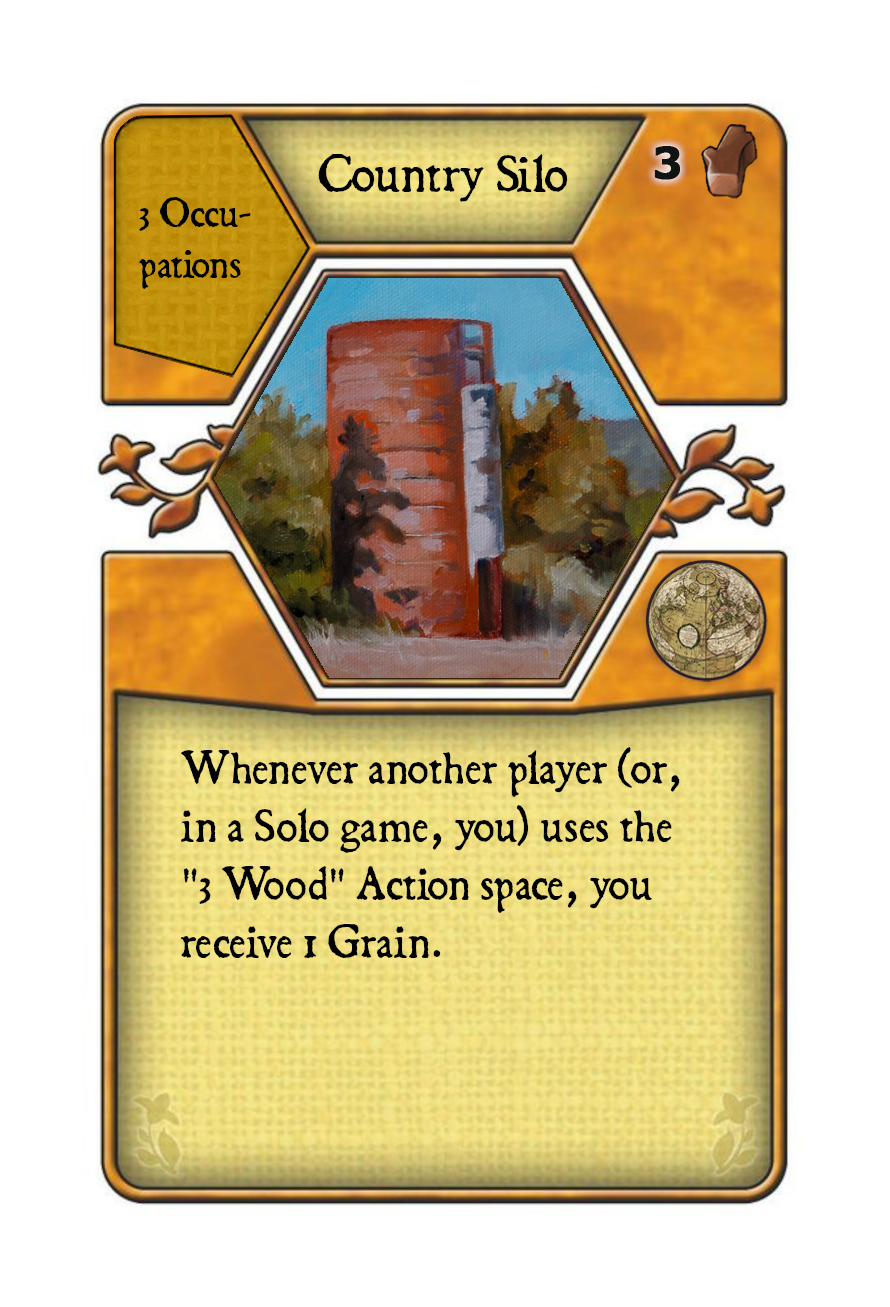 Country Silo
3
3 Occu-
pations
Whenever another player (or,
in a Solo game, you) uses the
"3 Wood" Action space, you
receive 1 Grain.